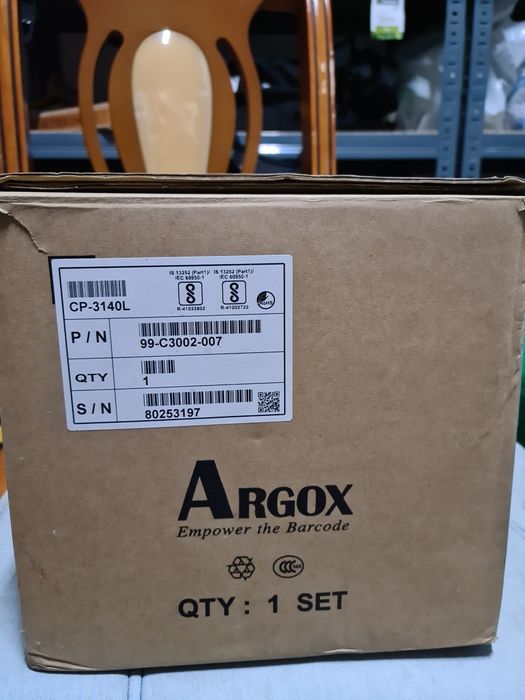 IS 13252 (Part1)/ IEC 60950-1
IS 13252 (Part1)/ IEC 60950-1
R-41022802
R-41002720
RoHS
CP-3140L
P / N
99-C3002-007
QTY
1
S / N
80253197
ARGOX
Empower the Barcode
QTY : 1 SET